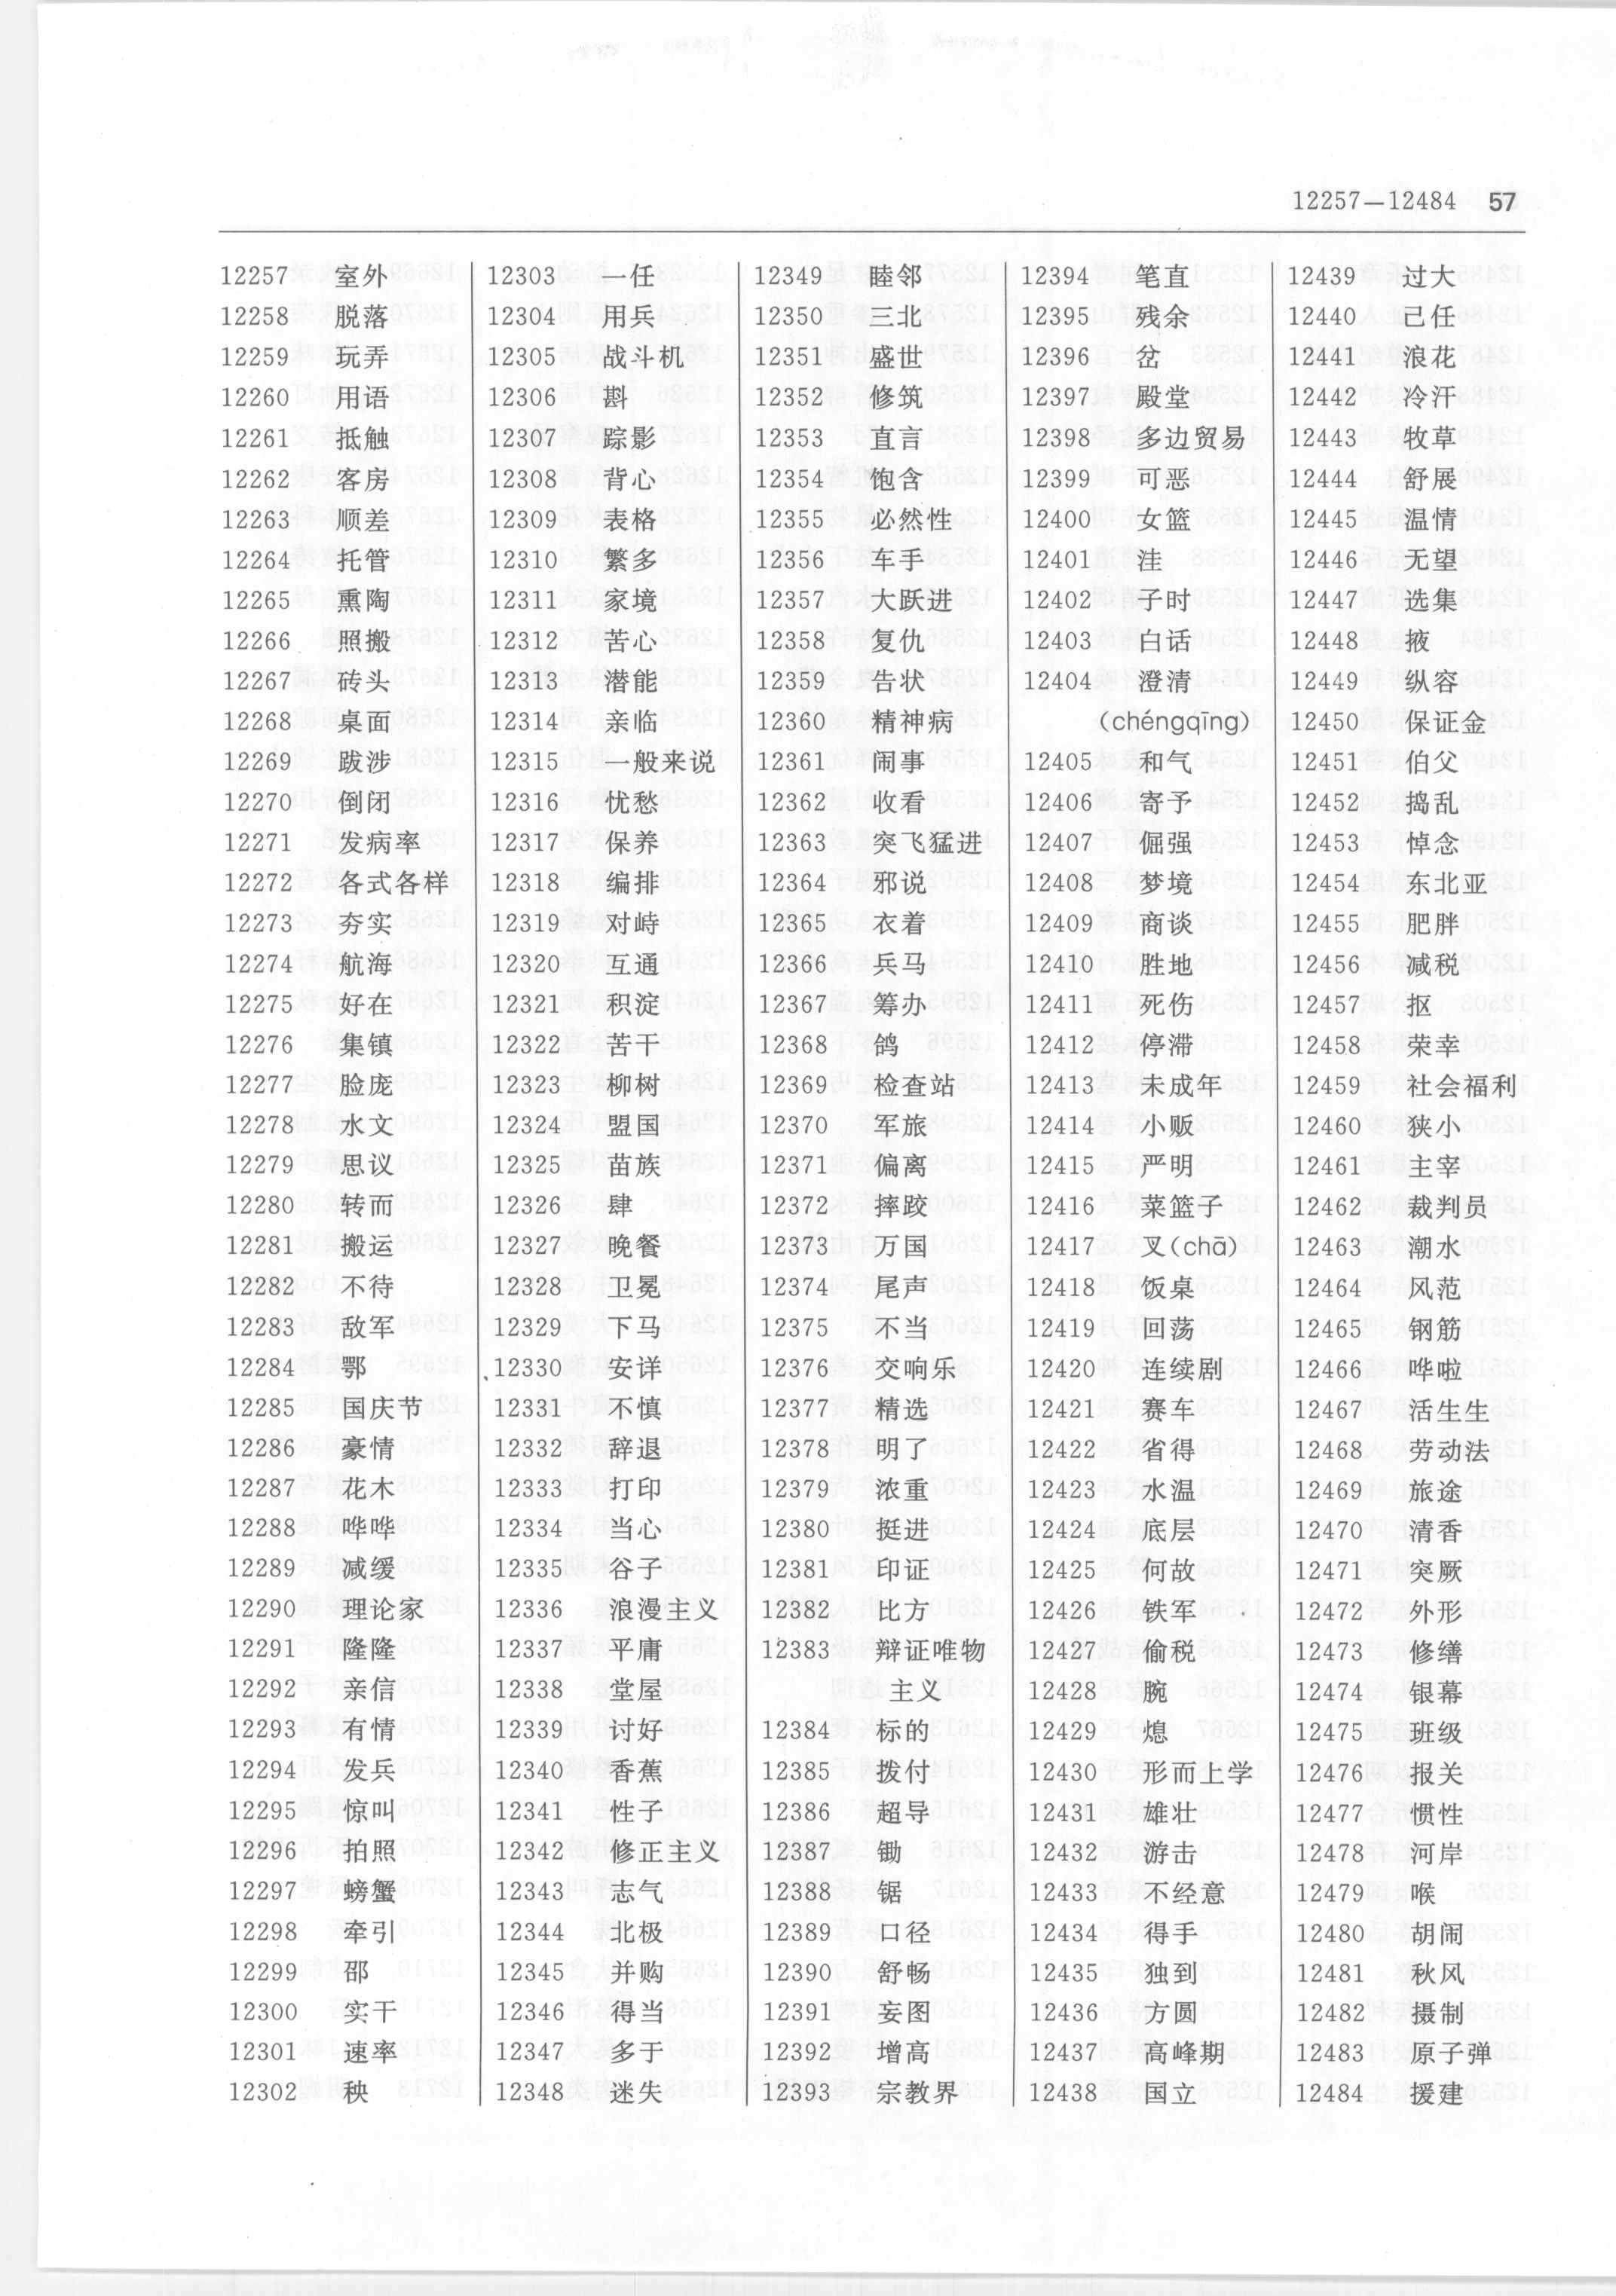 12257—12484 57
12257 室外
12258 脱落
12259 玩弄
12260 用语
12261 抵触
12262 客房
12263 顺差
12264 托管
12265 熏陶
12266 照搬
12267 砖头
12268 桌面
12269 跋涉
12270 倒闭
12271 发病率
12272 各式各样
12273 夯实
12274 航海
12275 好在
12276 集镇
12277 脸庞
12278 水文
12279 思议
12280 转而
12281 搬运
12282 不待
12283 敌军
12284 鄂
12285 国庆节
12286 豪情
12287 花木
12288 哗哗
12289 减缓
12290 理论家
12291 隆隆
12292 亲信
12293 有情
12294 发兵
12295 惊叫
12296 拍照
12297 螃蟹
12298 牵引
12299 邵
12300 实干
12301 速率
12302 秧
12303 一任
12304 用兵
12305 战斗机
12306 斟
12307 踪影
12308 背心
12309 表格
12310 繁多
12311 家境
12312 苦心
12313 潜能
12314 亲临
12315 一般来说
12316 忧愁
12317 保养
12318 编排
12319 对峙
12320 互通
12321 积淀
12322 苦干
12323 柳树
12324 盟国
12325 苗族
12326 肆
12327 晚餐
12328 卫冕
12329 下马
12330 安详
12331 不慎
12332 辞退
12333 打印
12334 当心
12335 谷子
12336 浪漫主义
12337 平庸
12338 堂屋
12339 讨好
12340 香蕉
12341 性子
12342 修正主义
12343 志气
12344 北极
12345 并购
12346 得当
12347 多于
12348 迷失
12349 睦邻
12350 三北
12351 盛世
12352 修筑
12353 直言
12354 饱含
12355 必然性
12356 车手
12357 大跃进
12358 复仇
12359 告状
12360 精神病
12361 闹事
12362 收看
12363 突飞猛进
12364 邪说
12365 衣着
12366 兵马
12367 筹办
12368 鸽
12369 检查站
12370 军旅
12371 偏离
12372 摔跤
12373 万国
12374 尾声
12375 不当
12376 交响乐
12377 精选
12378 明了
12379 浓重
12380 挺进
12381 印证
12382 比方
12383 辩证唯物
主义
12384 标的
12385 拨付
12386 超导
12387 锄
12388 锯
12389 口径
12390 舒畅
12391 妄图
12392 增高
12393 宗教界
12394 笔直
12395 残余
12396 岔
12397 殿堂
12398 多边贸易
12399 可恶
12400 女篮
12401 洼
12402 子时
12403 白话
12404 澄清
(chéngqīng)
12405 和气
12406 寄予
12407 倔强
12408 梦境
12409 商谈
12410 胜地
12411 死伤
12412 停滞
12413 未成年
12414 小贩
12415 严明
12416 菜篮子
12417 叉(chā)
12418 饭桌
12419 回荡
12420 连续剧
12421 赛车
12422 省得
12423 水温
12424 底层
12425 何故
12426 铁军
12427 偷税
12428 腕
12429 熄
12430 形而上学
12431 雄壮
12432 游击
12433 不经意
12434 得手
12435 独到
12436 方圆
12437 高峰期
12438 国立
12439 过大
12440 己任
12441 浪花
12442 冷汗
12443 牧草
12444 舒展
12445 温情
12446 无望
12447 选集
12448 掖
12449 纵容
12450 保证金
12451 伯父
12452 捣乱
12453 悼念
12454 东北亚
12455 肥胖
12456 减税
12457 抠
12458 荣幸
12459 社会福利
12460 狭小
12461 主宰
12462 裁判员
12463 潮水
12464 风范
12465 钢筋
12466 哗啦
12467 活生生
12468 劳动法
12469 旅途
12470 清香
12471 突厥
12472 外形
12473 修缮
12474 银幕
12475 班级
12476 报关
12477 惯性
12478 河岸
12479 喉
12480 胡闹
12481 秋风
12482 摄制
12483 原子弹
12484 援建